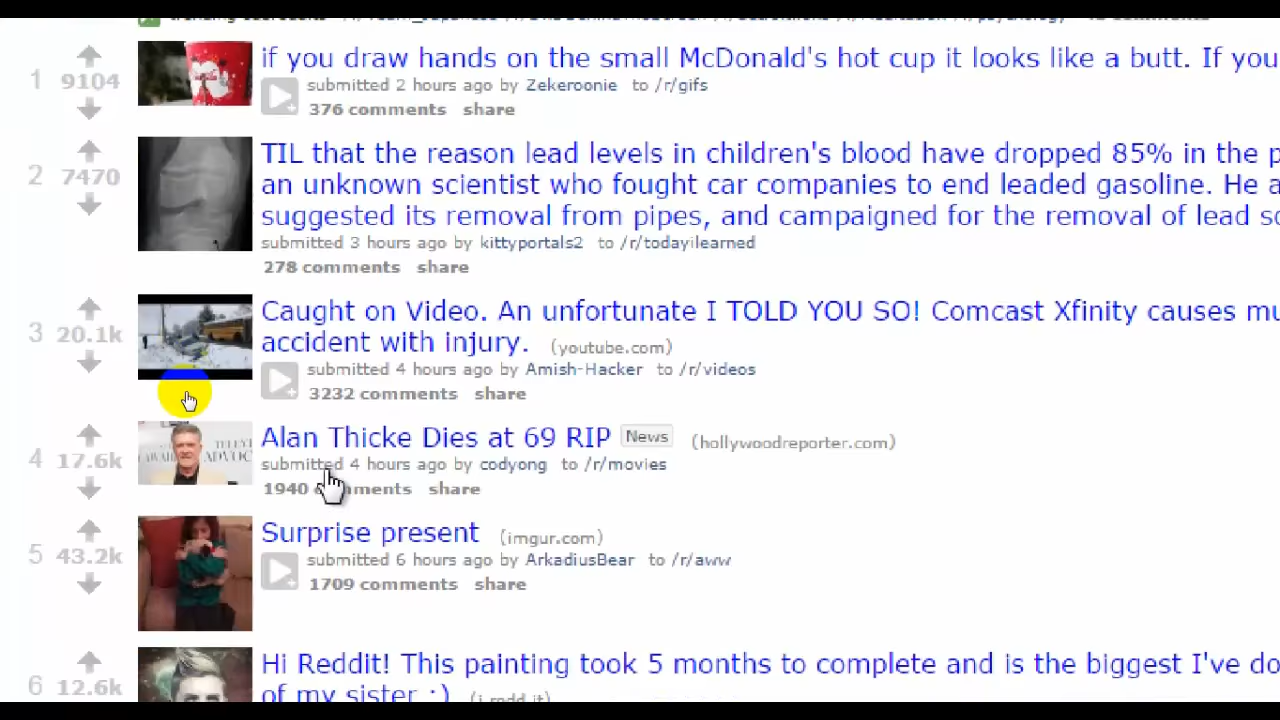 1
9104
if you draw hands on the small McDonald's hot cup it looks like a butt. If you
submitted 2 hours ago by Zekeroonie to /r/gifs
376 comments share
2
7470
TIL that the reason lead levels in children's blood have dropped 85% in the
an unknown scientist who fought car companies to end leaded gasoline. He
suggested its removal from pipes, and campaigned for the removal of lead
submitted 3 hours ago by kittyportals2 to /r/todayilearned
278 comments share
3
20.1k
Caught on Video. An unfortunate I TOLD YOU SO! Comcast Xfinity causes
accident with injury. (youtube.com)
submitted 4 hours ago by Amish-Hacker to /r/videos
3232 comments share
4
17.6k
Alan Thicke Dies at 69 RIP News (hollywoodreporter.com)
submitted 4 hours ago by codyong to /r/movies
1940 comments share
5
43.2k
Surprise present (imgur.com)
submitted 6 hours ago by ArkadiusBear to /r/aww
1709 comments share
6
12.6k
Hi Reddit! This painting took 5 months to complete and is the biggest I've
of my sister :) (i.redd.it)